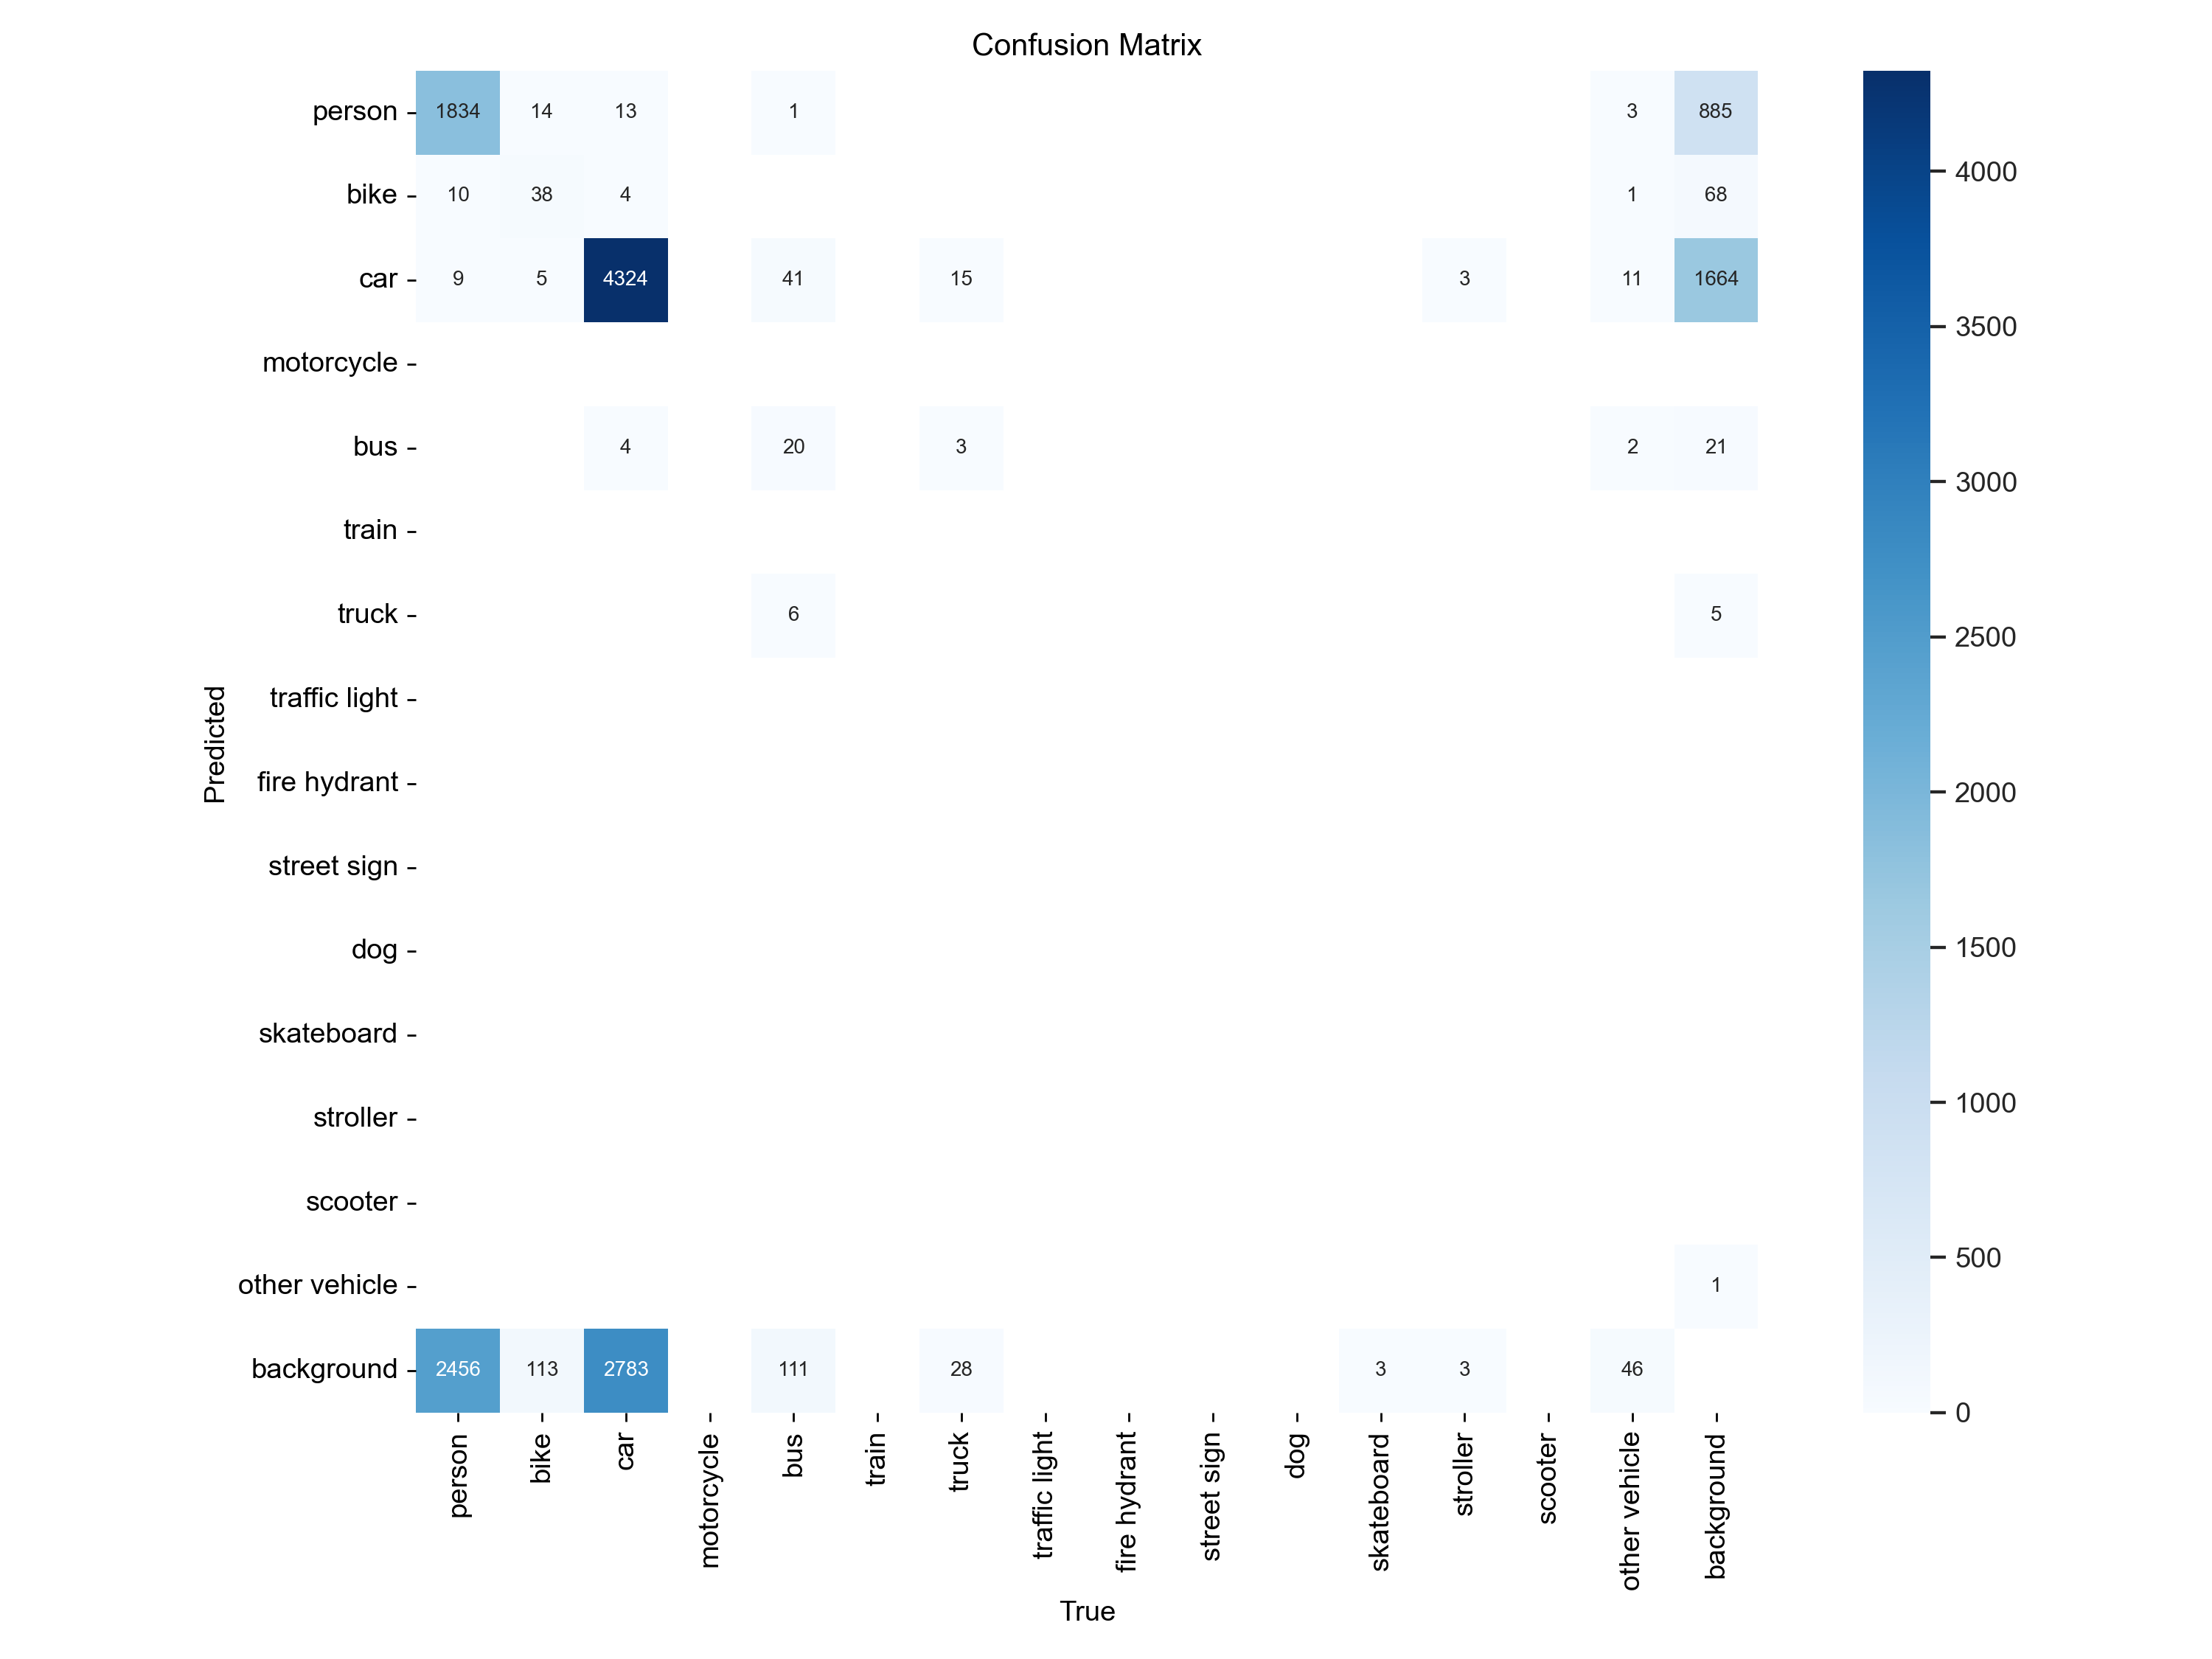 Confusion Matrix
person 1834 14 13 1 3 885
bike 10 38 4 1 68
car 9 5 4324 41 15 3 11 1664
motorcycle
bus 4 20 3 2 21
train
truck 6 5
traffic light
fire hydrant
street sign
dog
skateboard
stroller
scooter
other vehicle 1
background 2456 113 2783 111 28 3 3 46
Predicted
person
bike
car
motorcycle
bus
train
truck
traffic light
fire hydrant
street sign
dog
skateboard
stroller
scooter
other vehicle
background
True
4000
3500
3000
2500
2000
1500
1000
500
0